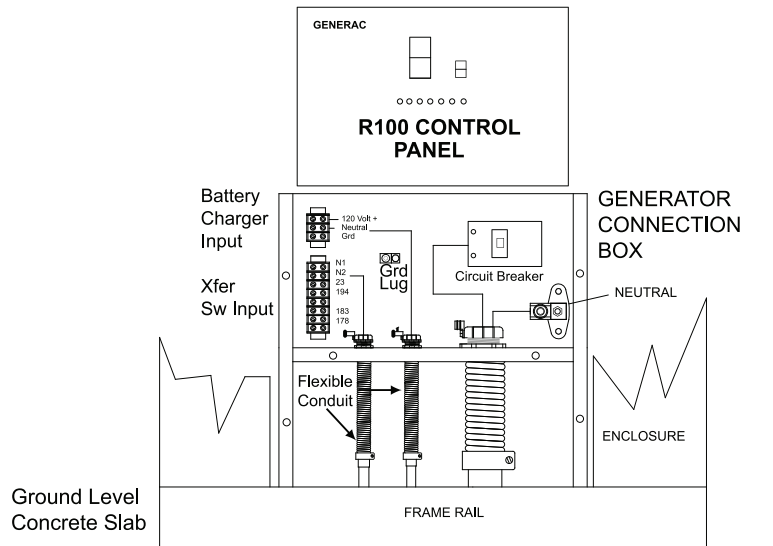 GENERAC
R100 CONTROL
PANEL
Battery
Charger
Input
120 Volt +
Neutral
Grd
GENERATOR
CONNECTION
BOX
Xfer
Sw Input
N1
N2
23
194
183
178
Grd
Lug
Circuit Breaker
NEUTRAL
Flexible
Conduit
ENCLOSURE
Ground Level
Concrete Slab
FRAME RAIL